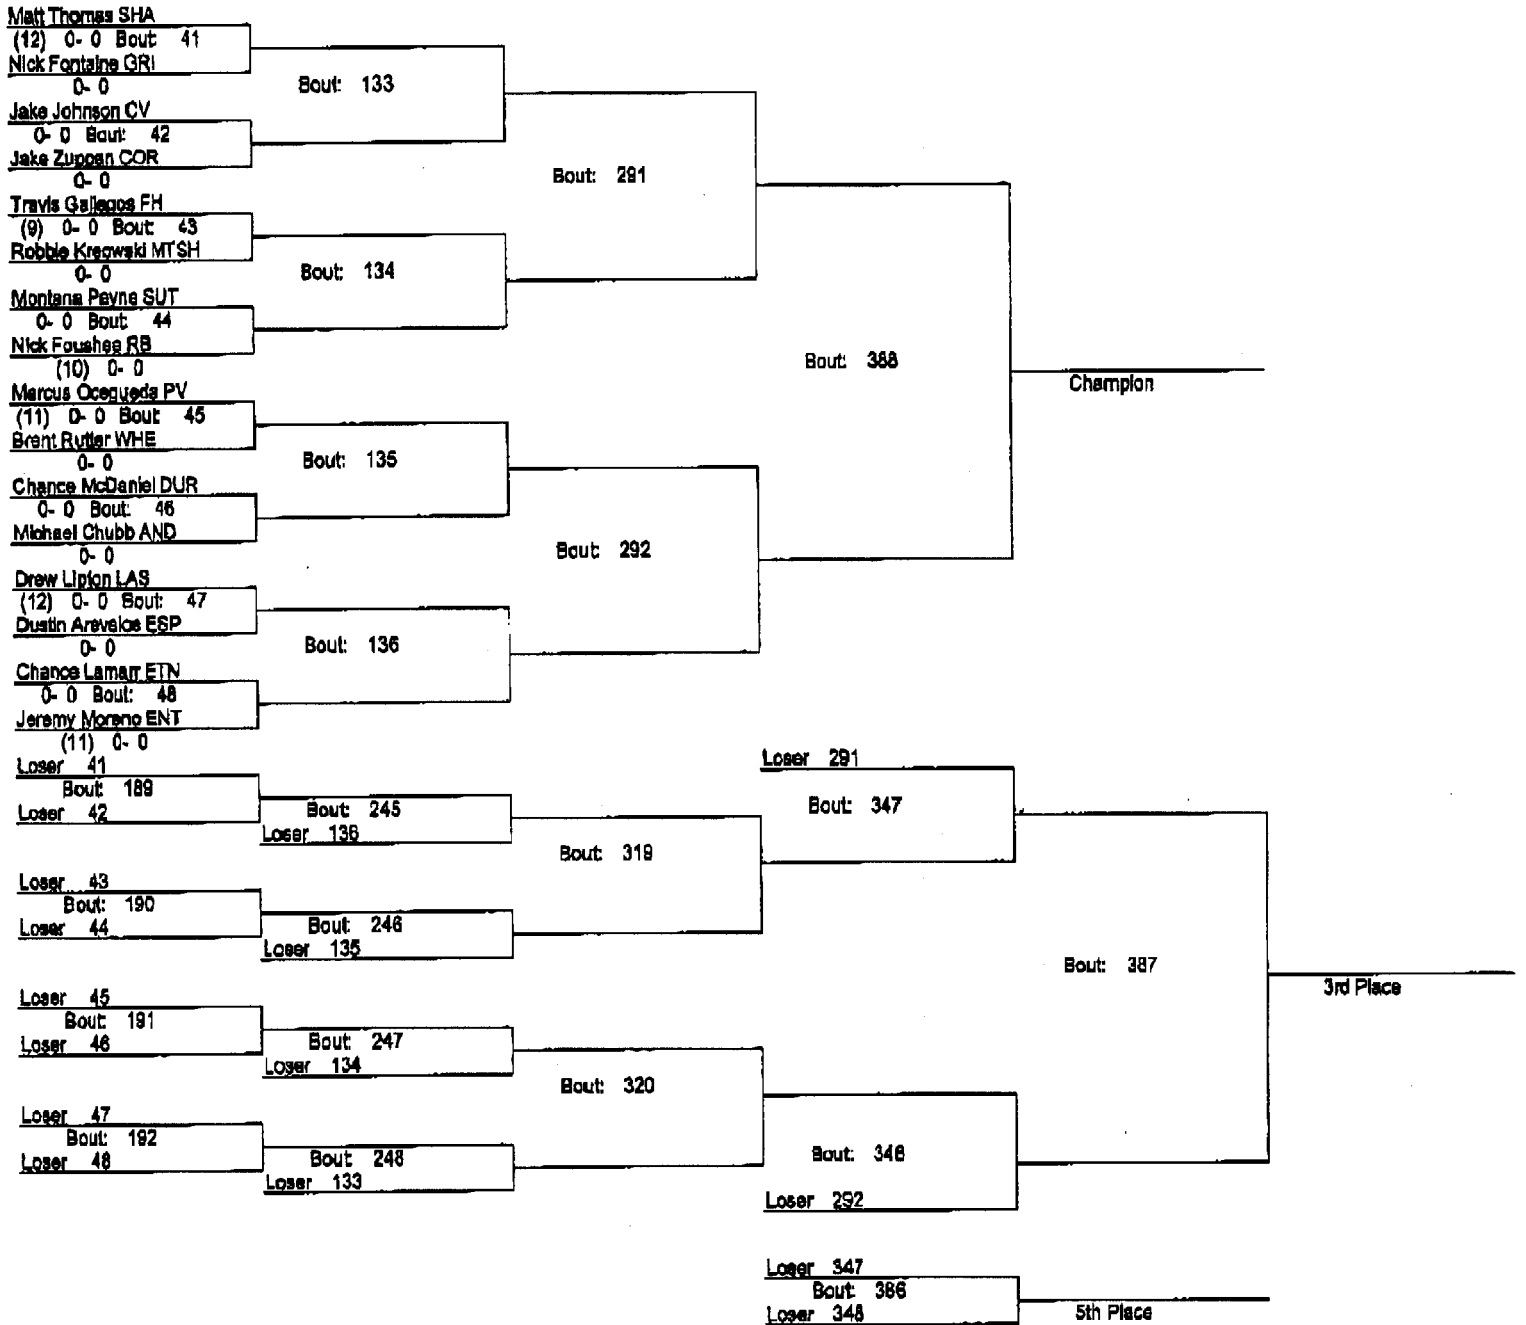 Matt Thomas SHA
(12) 0- 0 Bout: 41
Nick Fontaine GRI
0- 0
Bout: 133
Jake Johnson CV
0- 0 Bout: 42
Jake Zuppan COR
0- 0
Bout: 291
Travis Gallegos FH
(9) 0- 0 Bout: 43
Robbie Kregwski MTSH
0- 0
Bout: 134
Montana Payne SUT
0- 0 Bout: 44
Nick Foushee RB
(10) 0- 0
Bout: 388
Champion
Marcus Ocegueda PV
(11) 0- 0 Bout: 45
Brent Rutler WHE
0- 0
Bout: 135
Chance McDaniel DUR
0- 0 Bout: 46
Michael Chubb AND
0- 0
Bout: 292
Drew Lipton LAS
(12) 0- 0 Bout: 47
Dustin Arevalos ESP
0- 0
Bout: 136
Chance Lamarr ETN
0- 0 Bout: 48
Jeremy Moreno ENT
(11) 0- 0
Loser 41
Bout: 189
Loser 42
Bout: 245
Loser 136
Loser 291
Bout: 347
Bout: 319
Loser 43
Bout: 190
Loser 44
Bout: 246
Loser 135
Bout: 387
3rd Place
Loser 45
Bout: 191
Loser 46
Bout: 247
Loser 134
Bout: 320
Loser 47
Bout: 192
Loser 48
Bout: 248
Loser 133
Bout: 348
Loser 292
Loser 347
Bout: 386
Loser 348
5th Place